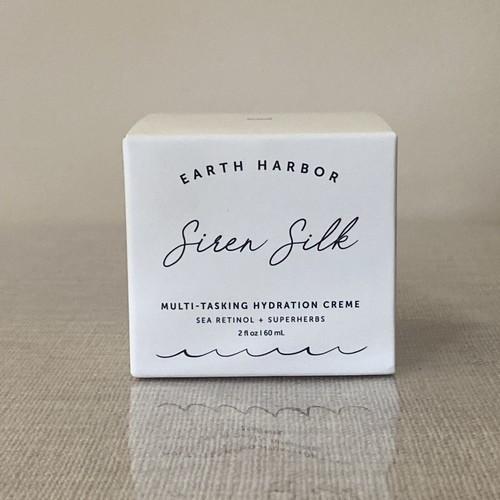 EARTH HARBOR
Siren Silk
MULTI-TASKING HYDRATION CREME
SEA RETINOL + SUPERHERBS
2 fl oz | 60 mL